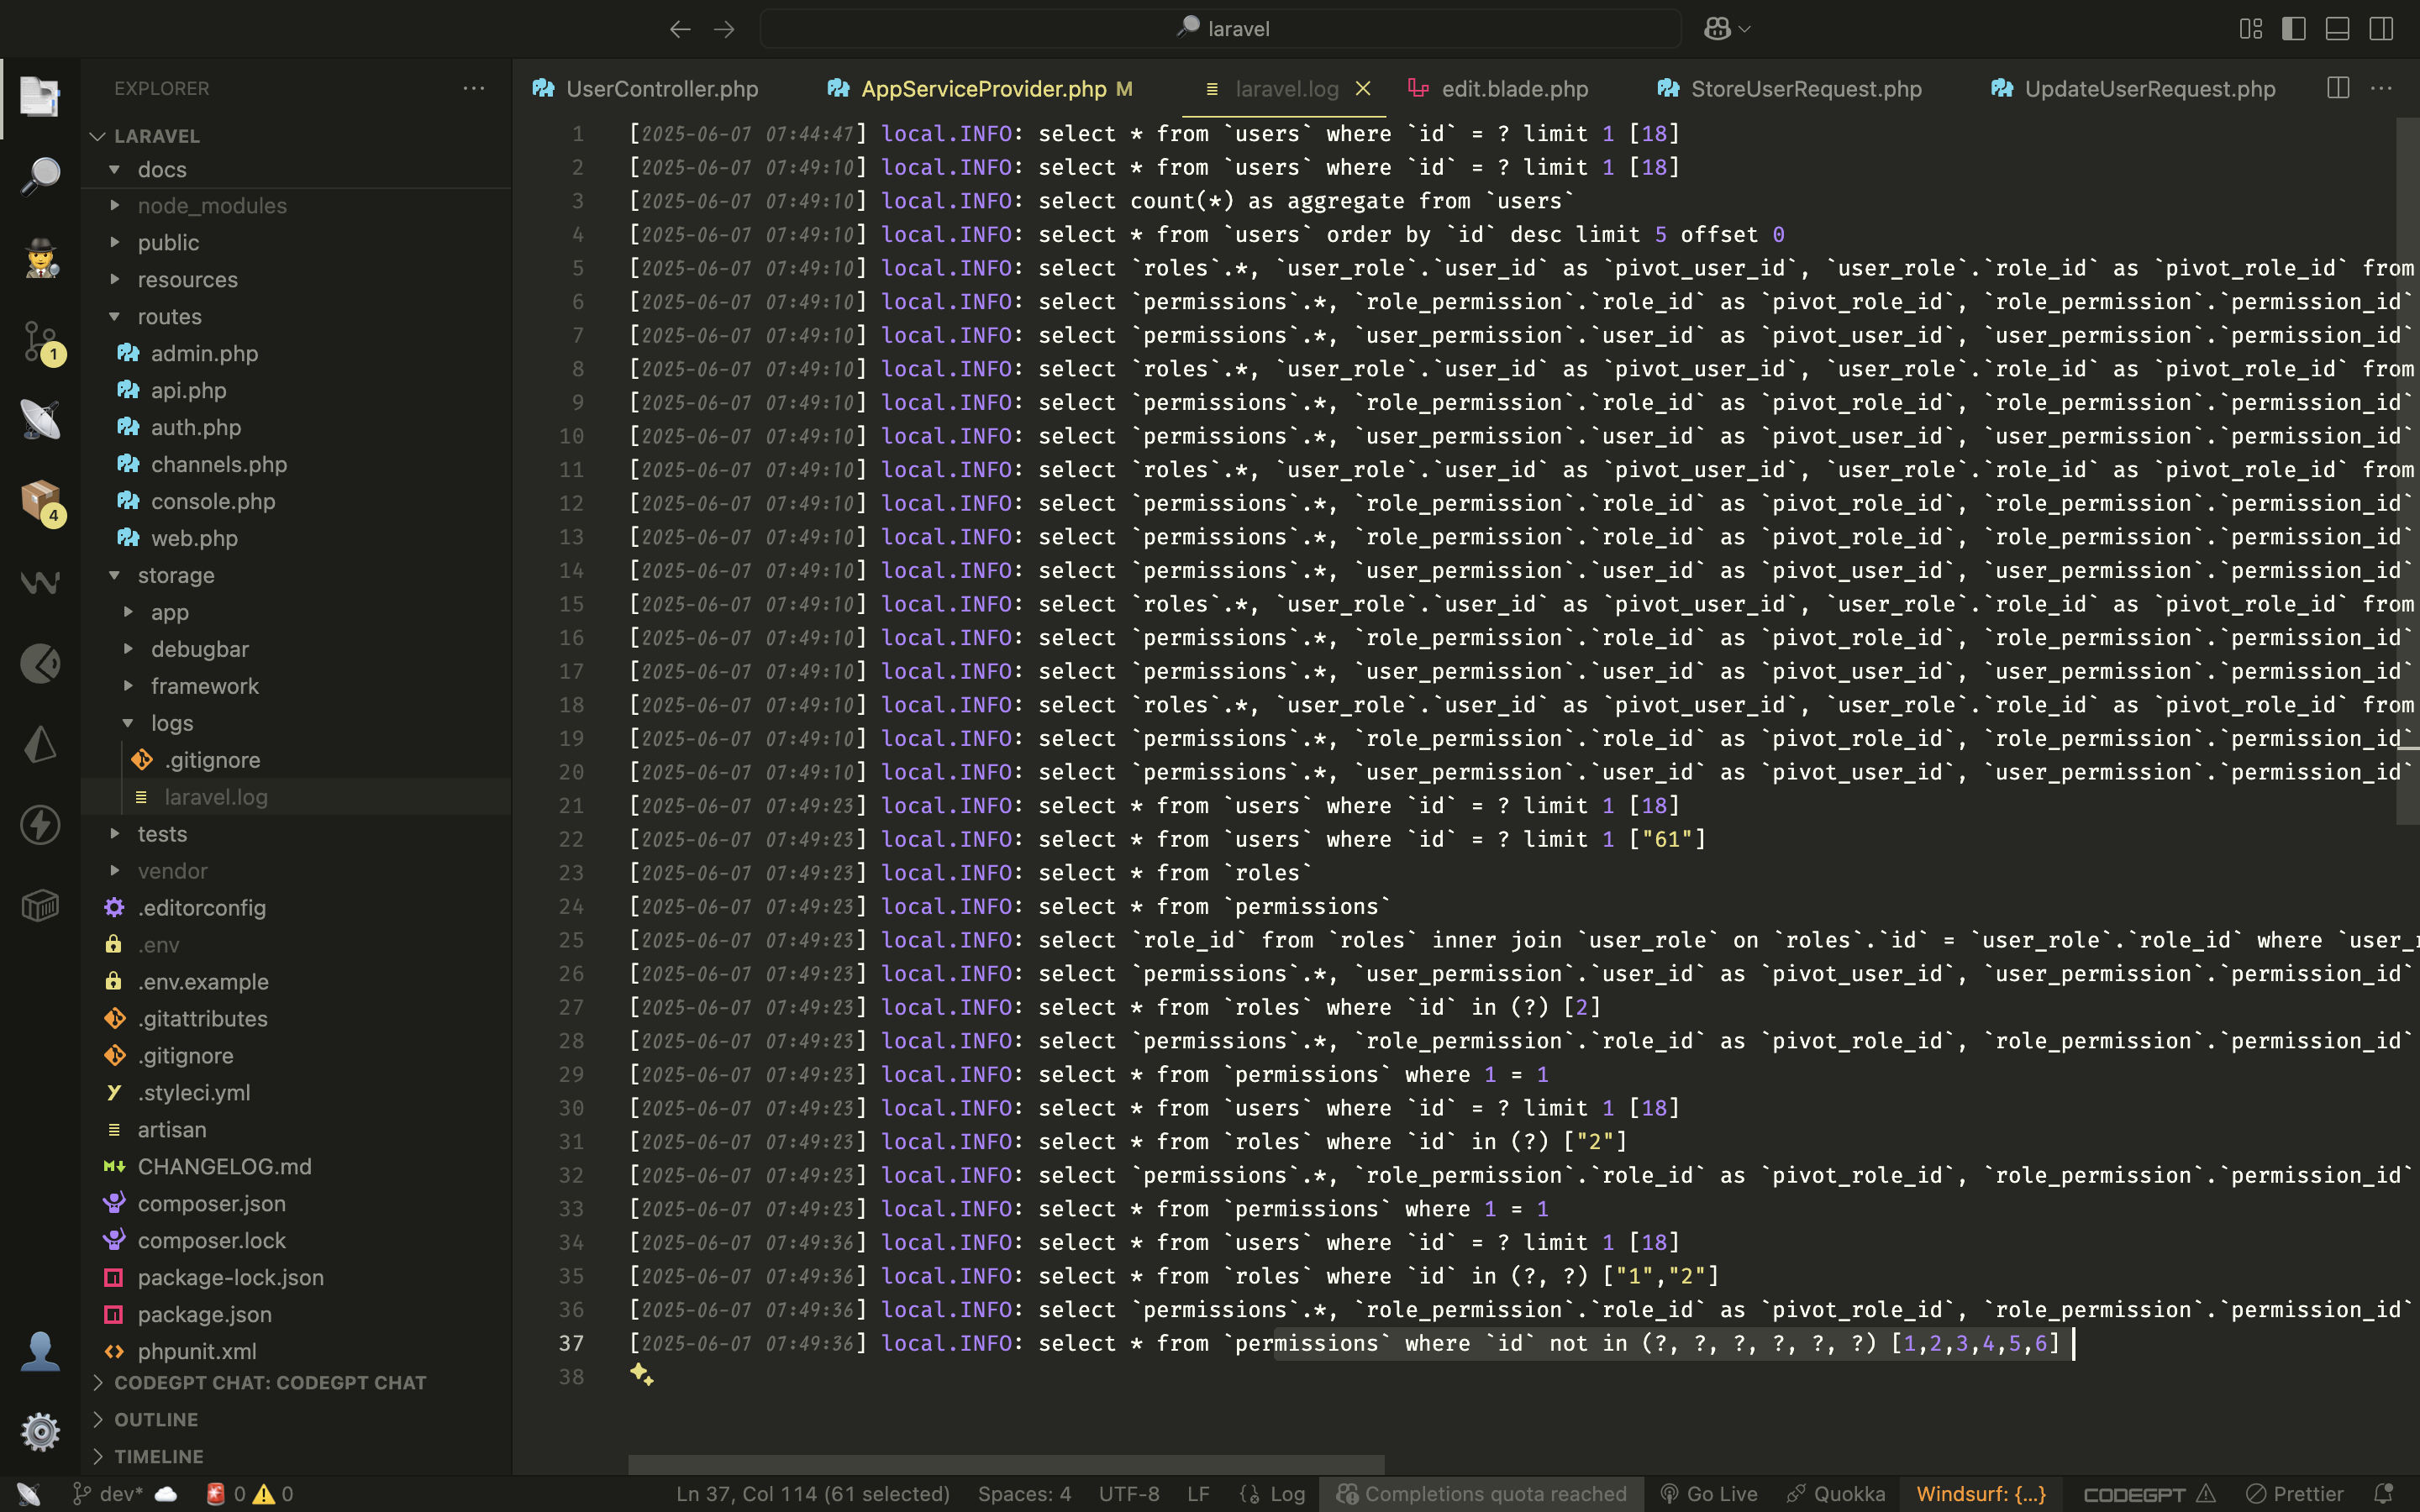 laravel
EXPLORER
LARAVEL
docs
node_modules
public
resources
routes
admin.php
api.php
auth.php
channels.php
console.php
web.php
storage
app
debugbar
framework
logs
.gitignore
laravel.log
tests
vendor
.editorconfig
.env
.env.example
.gitattributes
.gitignore
.styleci.yml
artisan
CHANGELOG.md
composer.json
composer.lock
package-lock.json
package.json
phpunit.xml
CODEGPT CHAT: CODEGPT CHAT
OUTLINE
TIMELINE
1
4
UserController.php AppServiceProvider.php M laravel.log edit.blade.php StoreUserRequest.php UpdateUserRequest.php
1 [2025-06-07 07:44:47] local.INFO: select * from `users` where `id` = ? limit 1 [18]
2 [2025-06-07 07:49:10] local.INFO: select * from `users` where `id` = ? limit 1 [18]
3 [2025-06-07 07:49:10] local.INFO: select count(*) as aggregate from `users`
4 [2025-06-07 07:49:10] local.INFO: select * from `users` order by `id` desc limit 5 offset 0
5 [2025-06-07 07:49:10] local.INFO: select `roles`.*, `user_role`.`user_id` as `pivot_user_id`, `user_role`.`role_id` as `pivot_role_id` from
6 [2025-06-07 07:49:10] local.INFO: select `permissions`.*, `role_permission`.`role_id` as `pivot_role_id`, `role_permission`.`permission_id`
7 [2025-06-07 07:49:10] local.INFO: select `permissions`.*, `user_permission`.`user_id` as `pivot_user_id`, `user_permission`.`permission_id`
8 [2025-06-07 07:49:10] local.INFO: select `roles`.*, `user_role`.`user_id` as `pivot_user_id`, `user_role`.`role_id` as `pivot_role_id` from
9 [2025-06-07 07:49:10] local.INFO: select `permissions`.*, `role_permission`.`role_id` as `pivot_role_id`, `role_permission`.`permission_id`
10 [2025-06-07 07:49:10] local.INFO: select `permissions`.*, `user_permission`.`user_id` as `pivot_user_id`, `user_permission`.`permission_id`
11 [2025-06-07 07:49:10] local.INFO: select `roles`.*, `user_role`.`user_id` as `pivot_user_id`, `user_role`.`role_id` as `pivot_role_id` from
12 [2025-06-07 07:49:10] local.INFO: select `permissions`.*, `role_permission`.`role_id` as `pivot_role_id`, `role_permission`.`permission_id`
13 [2025-06-07 07:49:10] local.INFO: select `permissions`.*, `role_permission`.`role_id` as `pivot_role_id`, `role_permission`.`permission_id`
14 [2025-06-07 07:49:10] local.INFO: select `permissions`.*, `user_permission`.`user_id` as `pivot_user_id`, `user_permission`.`permission_id`
15 [2025-06-07 07:49:10] local.INFO: select `roles`.*, `user_role`.`user_id` as `pivot_user_id`, `user_role`.`role_id` as `pivot_role_id` from
16 [2025-06-07 07:49:10] local.INFO: select `permissions`.*, `role_permission`.`role_id` as `pivot_role_id`, `role_permission`.`permission_id`
17 [2025-06-07 07:49:10] local.INFO: select `permissions`.*, `user_permission`.`user_id` as `pivot_user_id`, `user_permission`.`permission_id`
18 [2025-06-07 07:49:10] local.INFO: select `roles`.*, `user_role`.`user_id` as `pivot_user_id`, `user_role`.`role_id` as `pivot_role_id` from
19 [2025-06-07 07:49:10] local.INFO: select `permissions`.*, `role_permission`.`role_id` as `pivot_role_id`, `role_permission`.`permission_id`
20 [2025-06-07 07:49:10] local.INFO: select `permissions`.*, `user_permission`.`user_id` as `pivot_user_id`, `user_permission`.`permission_id`
21 [2025-06-07 07:49:23] local.INFO: select * from `users` where `id` = ? limit 1 [18]
22 [2025-06-07 07:49:23] local.INFO: select * from `users` where `id` = ? limit 1 ["61"]
23 [2025-06-07 07:49:23] local.INFO: select * from `roles`
24 [2025-06-07 07:49:23] local.INFO: select * from `permissions`
25 [2025-06-07 07:49:23] local.INFO: select `role_id` from `roles` inner join `user_role` on `roles`.`id` = `user_role`.`role_id` where `user_r
26 [2025-06-07 07:49:23] local.INFO: select `permissions`.*, `user_permission`.`user_id` as `pivot_user_id`, `user_permission`.`permission_id`
27 [2025-06-07 07:49:23] local.INFO: select * from `roles` where `id` in (?) [2]
28 [2025-06-07 07:49:23] local.INFO: select `permissions`.*, `role_permission`.`role_id` as `pivot_role_id`, `role_permission`.`permission_id`
29 [2025-06-07 07:49:23] local.INFO: select * from `permissions` where 1 = 1
30 [2025-06-07 07:49:23] local.INFO: select * from `users` where `id` = ? limit 1 [18]
31 [2025-06-07 07:49:23] local.INFO: select * from `roles` where `id` in (?) ["2"]
32 [2025-06-07 07:49:23] local.INFO: select `permissions`.*, `role_permission`.`role_id` as `pivot_role_id`, `role_permission`.`permission_id`
33 [2025-06-07 07:49:23] local.INFO: select * from `permissions` where 1 = 1
34 [2025-06-07 07:49:36] local.INFO: select * from `users` where `id` = ? limit 1 [18]
35 [2025-06-07 07:49:36] local.INFO: select * from `roles` where `id` in (?, ?) ["1","2"]
36 [2025-06-07 07:49:36] local.INFO: select `permissions`.*, `role_permission`.`role_id` as `pivot_role_id`, `role_permission`.`permission_id`
37 [2025-06-07 07:49:36] local.INFO: select * from `permissions` where `id` not in (?, ?, ?, ?, ?, ?) [1,2,3,4,5,6]
38
dev* 0 0 Ln 37, Col 114 (61 selected) Spaces: 4 UTF-8 LF Log Completions quota reached Go Live Quokka Windsurf: {...} CODEGPT Prettier